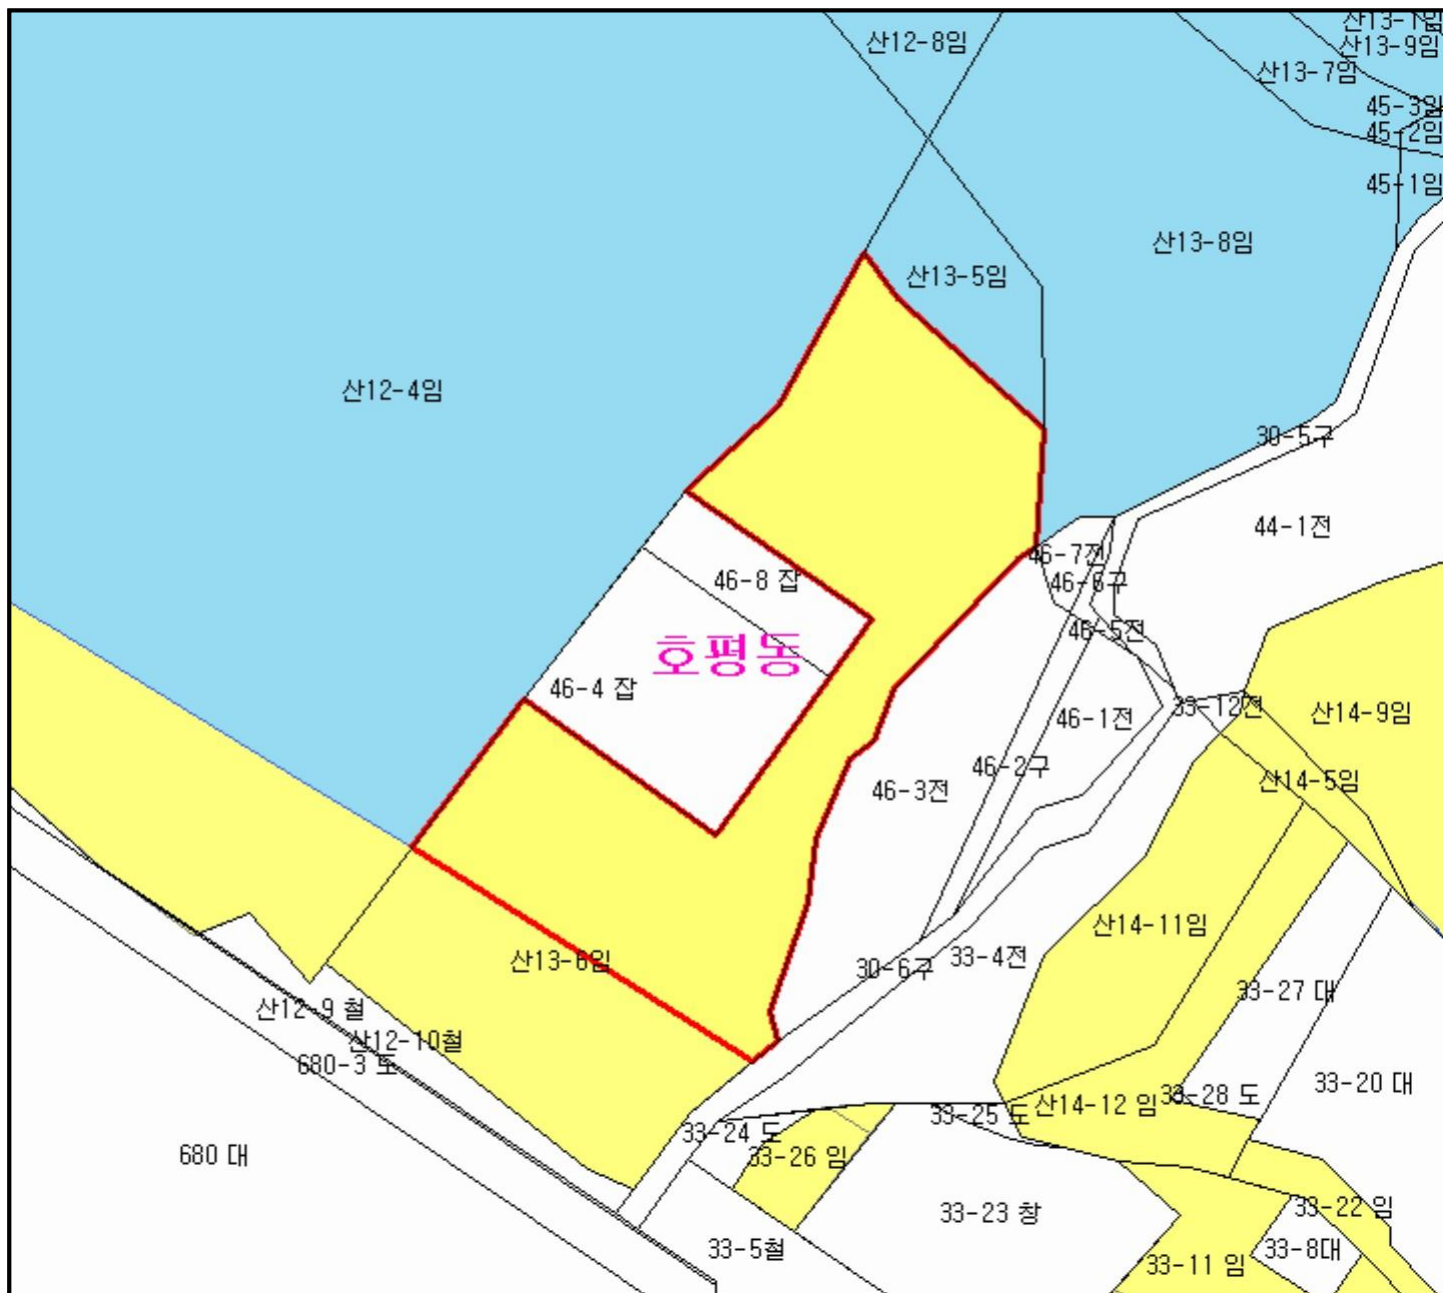 산13-1임
산12-8임
산13-9임
산13-7임
45-3임
45-2임
45-1임
산13-8임
산13-5임
산12-4임
30-5구
44-1전
46-7전
46-8 잡
46-6구
46-5전
호평동
46-4 잡
33-12전
산14-9임
46-1전
46-2구
산14-5임
46-3전
산14-11임
33-4전
산13-6임
30-6구
33-27 대
산12-9 철
산12-10철
680-3 도
33-20 대
33-28 도
산14-12 임
33-25 도
33-24 도
33-26 임
680 대
33-22 임
33-23 창
33-5철
33-8대
33-11 임